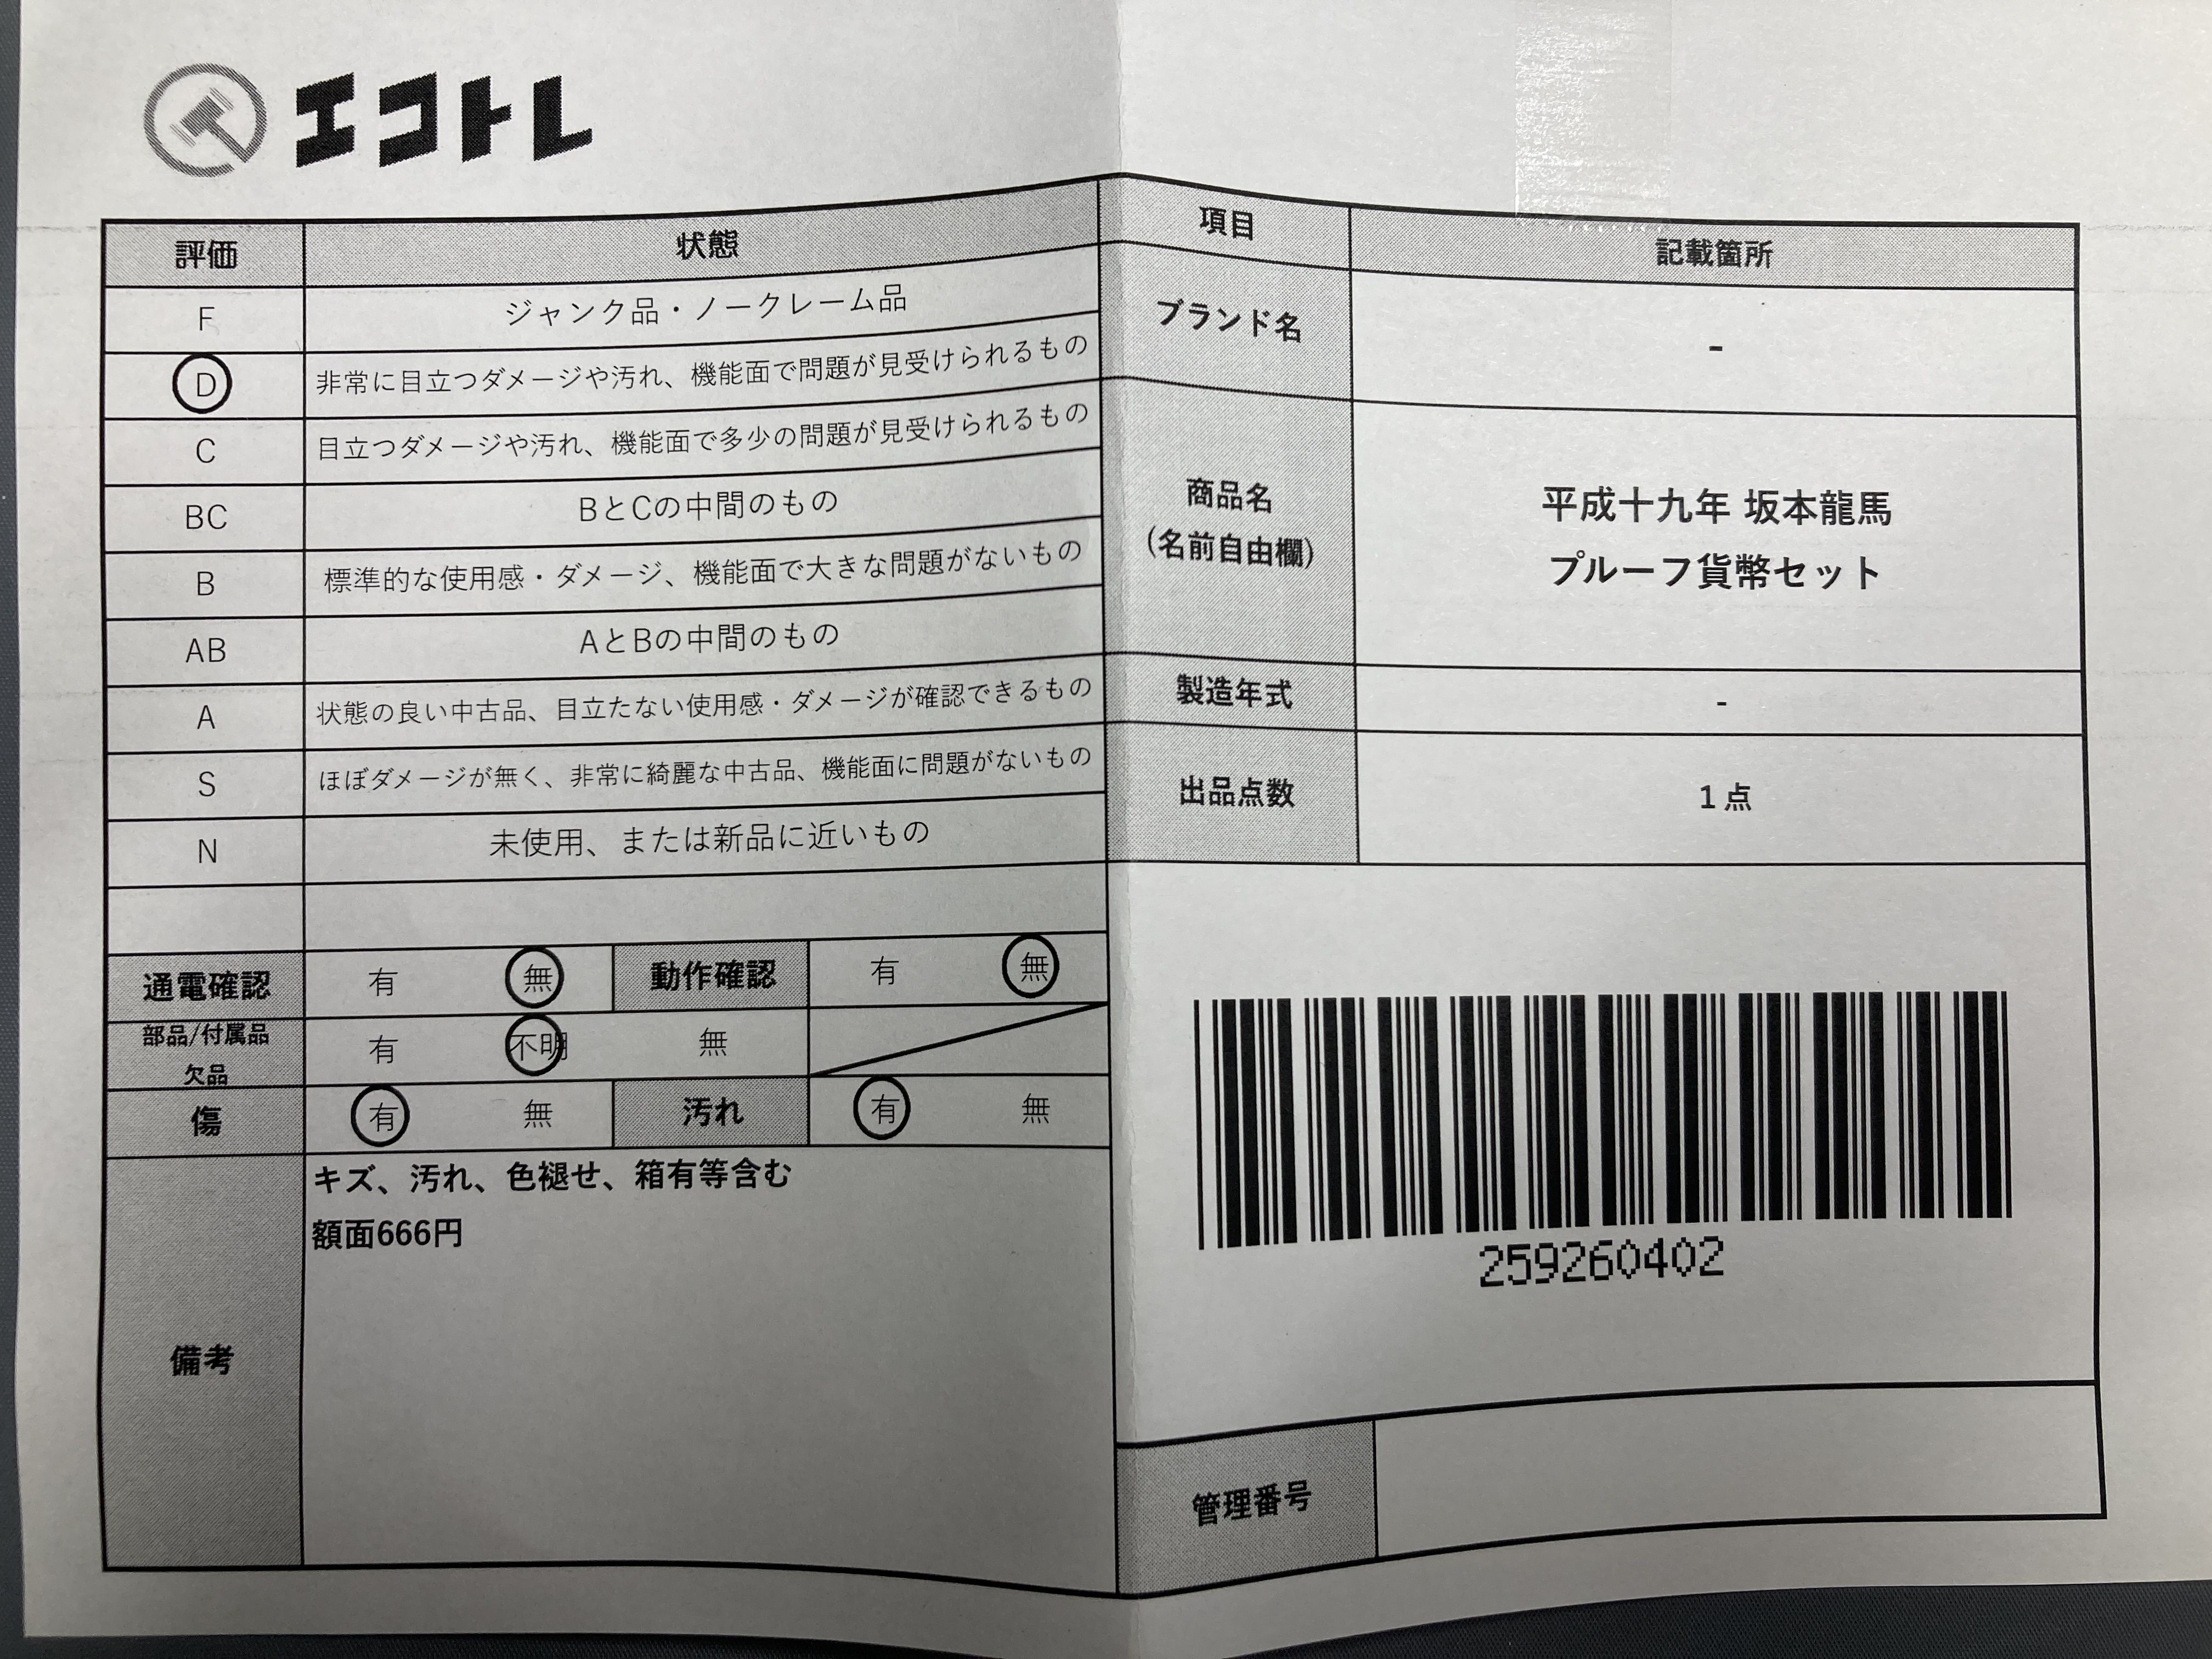 エコトレ
評価 状態
F ジャンク品・ノークレーム品
D 非常に目立つダメージや汚れ、機能面で問題が見受けられるもの
C 目立つダメージや汚れ、機能面で多少の問題が見受けられるもの
BC BとCの中間のもの
B 標準的な使用感・ダメージ、機能面で大きな問題がないもの
AB AとBの中間のもの
A 状態の良い中古品、目立たない使用感・ダメージが確認できるもの
S ほぼダメージが無く、非常に綺麗な中古品、機能面に問題がないもの
N 未使用、または新品に近いもの
通電確認 有 無 動作確認 有 無
部品/付属品
欠品 有 不明 無
傷 有 無 汚れ 有 無
備考
キズ、汚れ、色褪せ、箱有等含む
額面666円
項目 記載箇所
ブランド名 -
商品名
(名前自由欄)
平成十九年 坂本龍馬
プルーフ貨幣セット
製造年式 -
出品点数 1点
259260402
管理番号